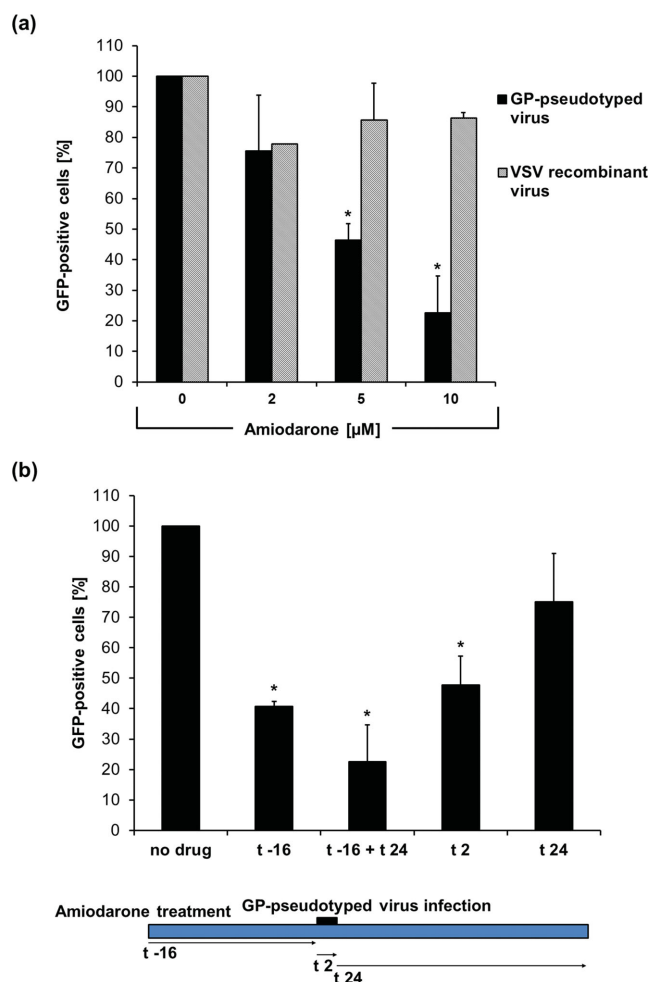 (a)
110
100
90
80
70
60
50
40
30
20
10
0
GFP-positive cells [%]
*
*
0 2 5 10
Amiodarone [µM]
GP-pseudotyped
virus
VSV recombinant
virus
(b)
110
100
90
80
70
60
50
40
30
20
10
0
GFP-positive cells [%]
*
*
*
no drug t -16 t -16 + t 24 t 2 t 24
Amiodarone treatment GP-pseudotyped virus infection
t -16
t 2
t 24